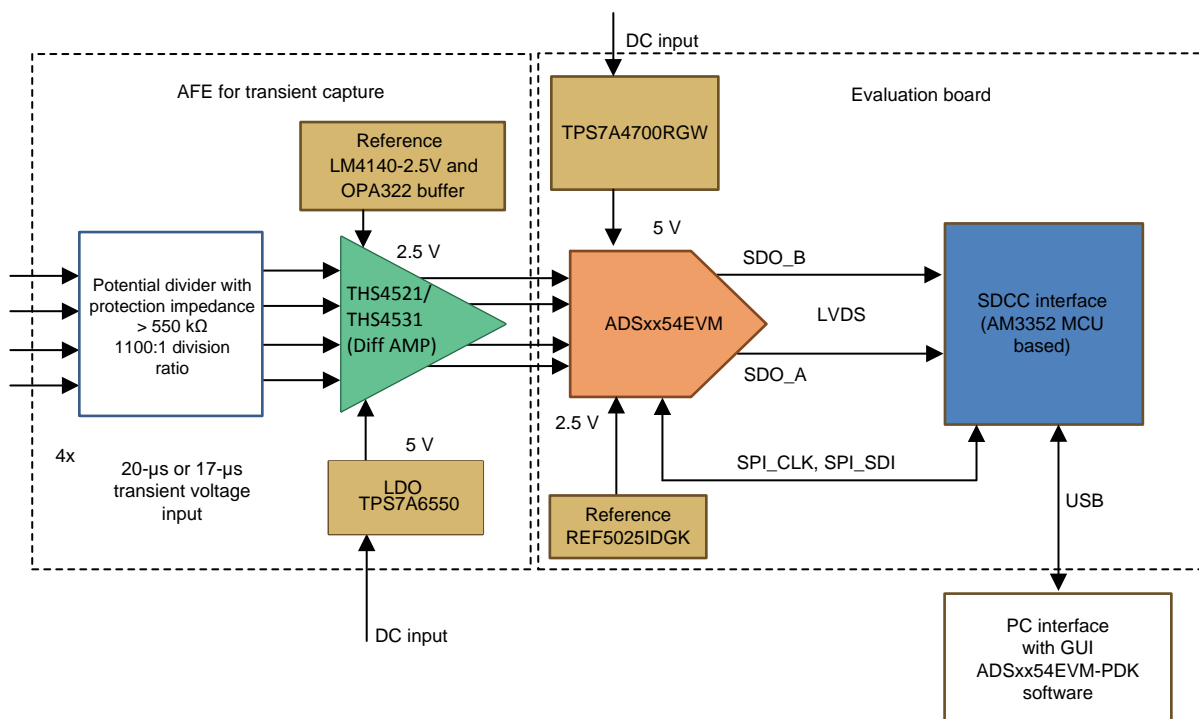 DC input
AFE for transient capture
Evaluation board
Reference
LM4140-2.5V and
OPA322 buffer
TPS7A4700RGW
2.5 V
5 V
Potential divider with
protection impedance
> 550 kΩ
1100:1 division
ratio
THS4521/
THS4531
(Diff AMP)
ADSxx54EVM
SDO_B
LVDS
SDO_A
SDCC interface
(AM3352 MCU
based)
4x
20-μs or 17-μs
transient voltage
input
5 V
LDO
TPS7A6550
2.5 V
Reference
REF5025IDGK
SPI_CLK, SPI_SDI
USB
DC input
PC interface
with GUI
ADSxx54EVM-PDK
software